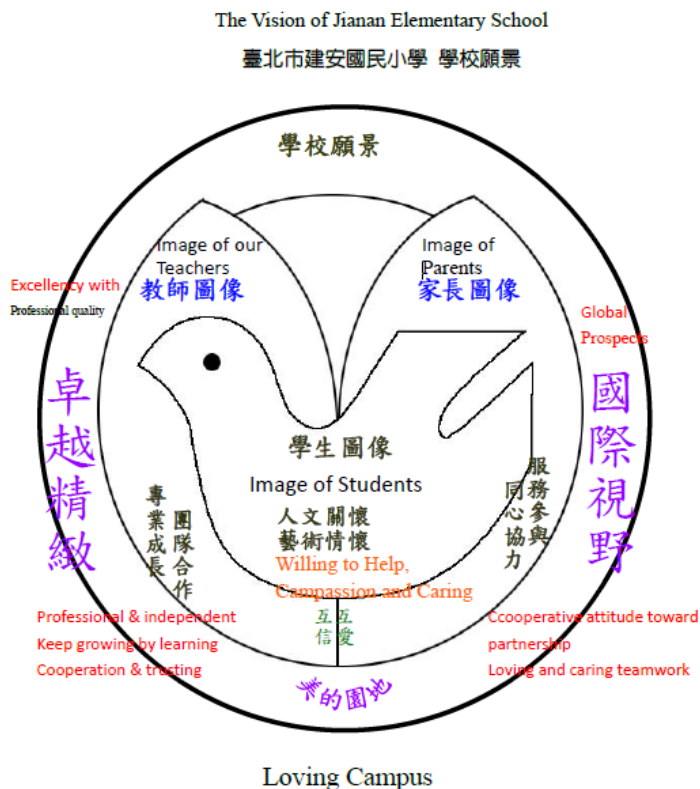 The Vision of Jianan Elementary School
臺北市建安國民小學 學校願景
學校願景
Image of our
Teachers
教師圖像
Image of
Parents
家長圖像
Excellency with
Professional quality
Global
Prospects
卓越精緻
國際視野
學生圖像
Image of Students
人文關懷
藝術情懷
Willing to Help,
Campassion and Caring
專業成長
團隊合作
服務參與
同心協力
互信
互愛
Professional & independent
Keep growing by learning
Cooperation & trusting
Ccooperative attitude toward
partnership
Loving and caring teamwork
美的園地
Loving Campus